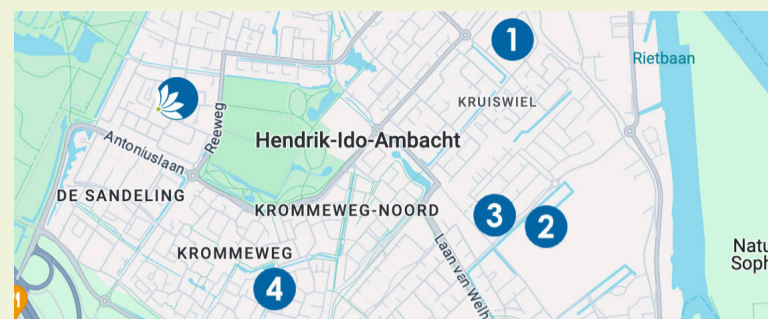 1
Rietbaan
KRUISWIEL
Reeweg
Antoniuslaan
Hendrik-Ido-Ambacht
DE SANDELING
KROMMEWEG-NOORD
3
2
KROMMEWEG
Laan van Welh
Natu
Soph
4